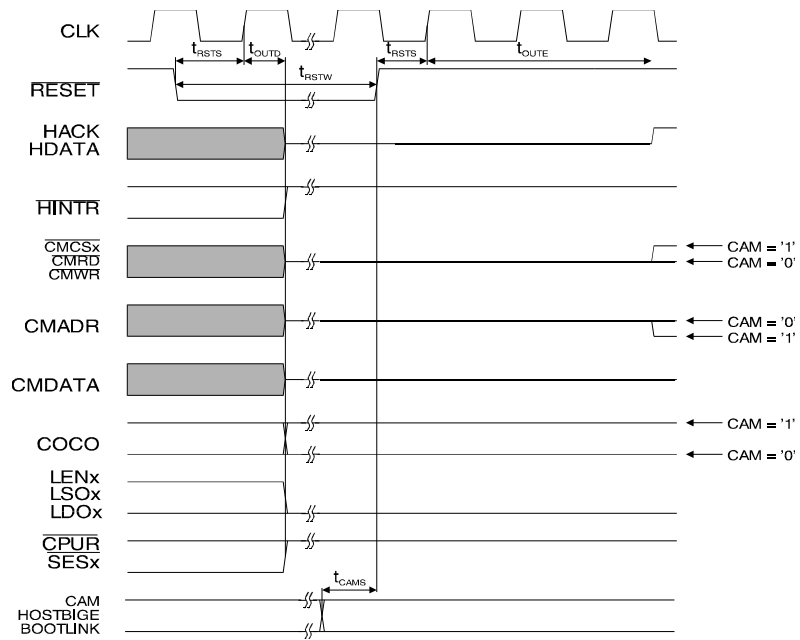 CLK
tRSTS tOUTD tRSTS tOUTE
tRSTW
RESET
HACK
HDATA
HINTR
CMCSx
CMRD
CMWR
CAM = '1'
CAM = '0'
CMADR
CAM = '0'
CAM = '1'
CMDATA
COCO
CAM = '1'
CAM = '0'
LENx
LSOx
LDOx
CPUR
SESx
tCAMS
CAM
HOSTBIGE
BOOTLINK